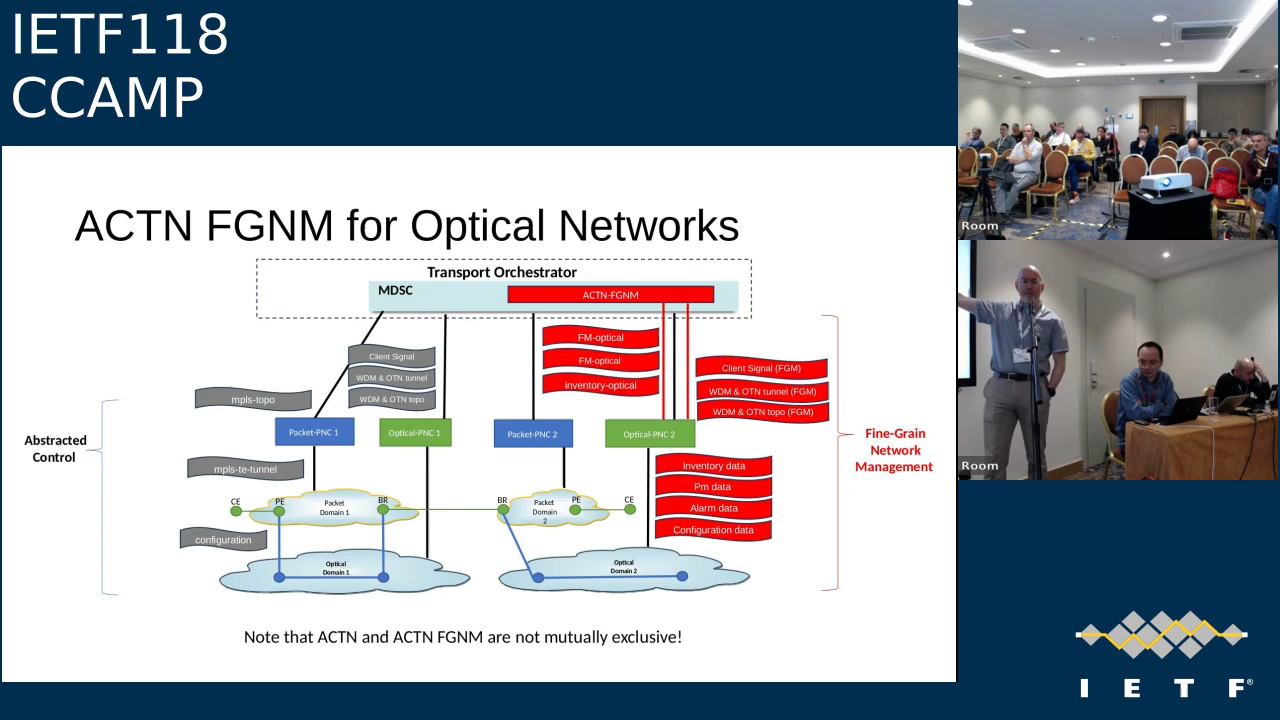 IETF118
CCAMP
ACTN FGNM for Optical Networks
Transport Orchestrator
MDSC
ACTN-FGNM
FM-optical
FM-optical
inventory-optical
Client Signal
WDM & OTN tunnel
WDM & OTN topo
Client Signal (FGM)
WDM & OTN tunnel (FGM)
WDM & OTN topo (FGM)
mpls-topo
Packet-PNC 1
Optical-PNC 1
Packet-PNC 2
Optical-PNC 2
Abstracted
Control
Fine-Grain
Network
Management
mpls-te-tunnel
Inventory data
Pm data
Alarm data
Configuration data
CE
PE
Packet
Domain 1
BR
BR
Packet
Domain
2
PE
CE
configuration
Optical
Domain 1
Optical
Domain 2
Note that ACTN and ACTN FGNM are not mutually exclusive!
Room
Room
I E T F®